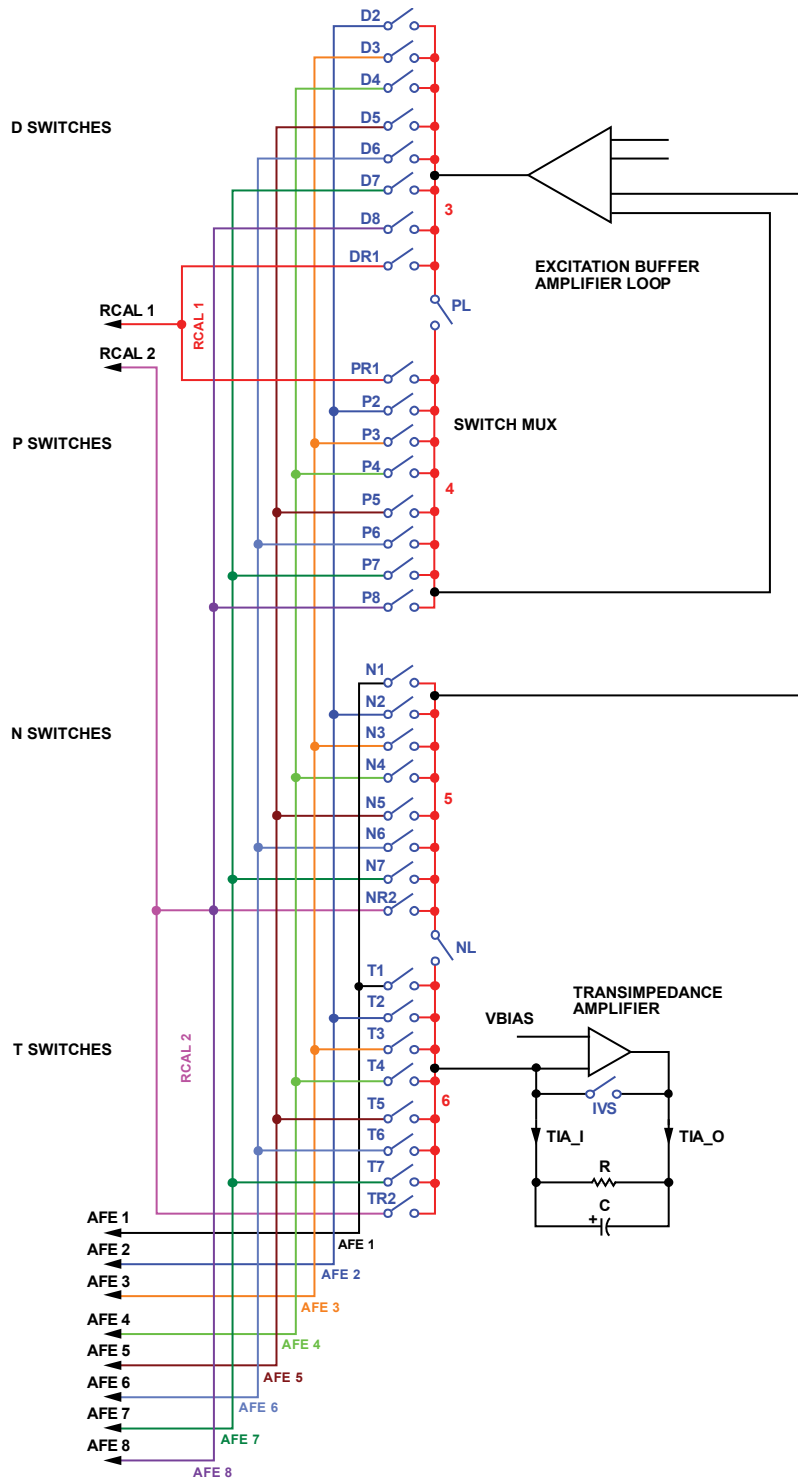 D2
D3
D4
D SWITCHES
D5
D6
D7
3
D8
DR1
EXCITATION BUFFER
AMPLIFIER LOOP
RCAL 1
RCAL 1
PL
RCAL 2
PR1
P2
SWITCH MUX
P3
P SWITCHES
P4
4
P5
P6
P7
P8
N1
N2
N SWITCHES
N3
N4
5
N5
N6
N7
NR2
NL
T1
TRANSIMPEDANCE
AMPLIFIER
T2
VBIAS
T3
T SWITCHES
RCAL 2
T4
6
IVS
T5
T6
TIA_I
TIA_O
T7
R
TR2
C
+
AFE 1
AFE 1
AFE 2
AFE 2
AFE 3
AFE 3
AFE 4
AFE 4
AFE 5
AFE 5
AFE 6
AFE 6
AFE 7
AFE 7
AFE 8
AFE 8